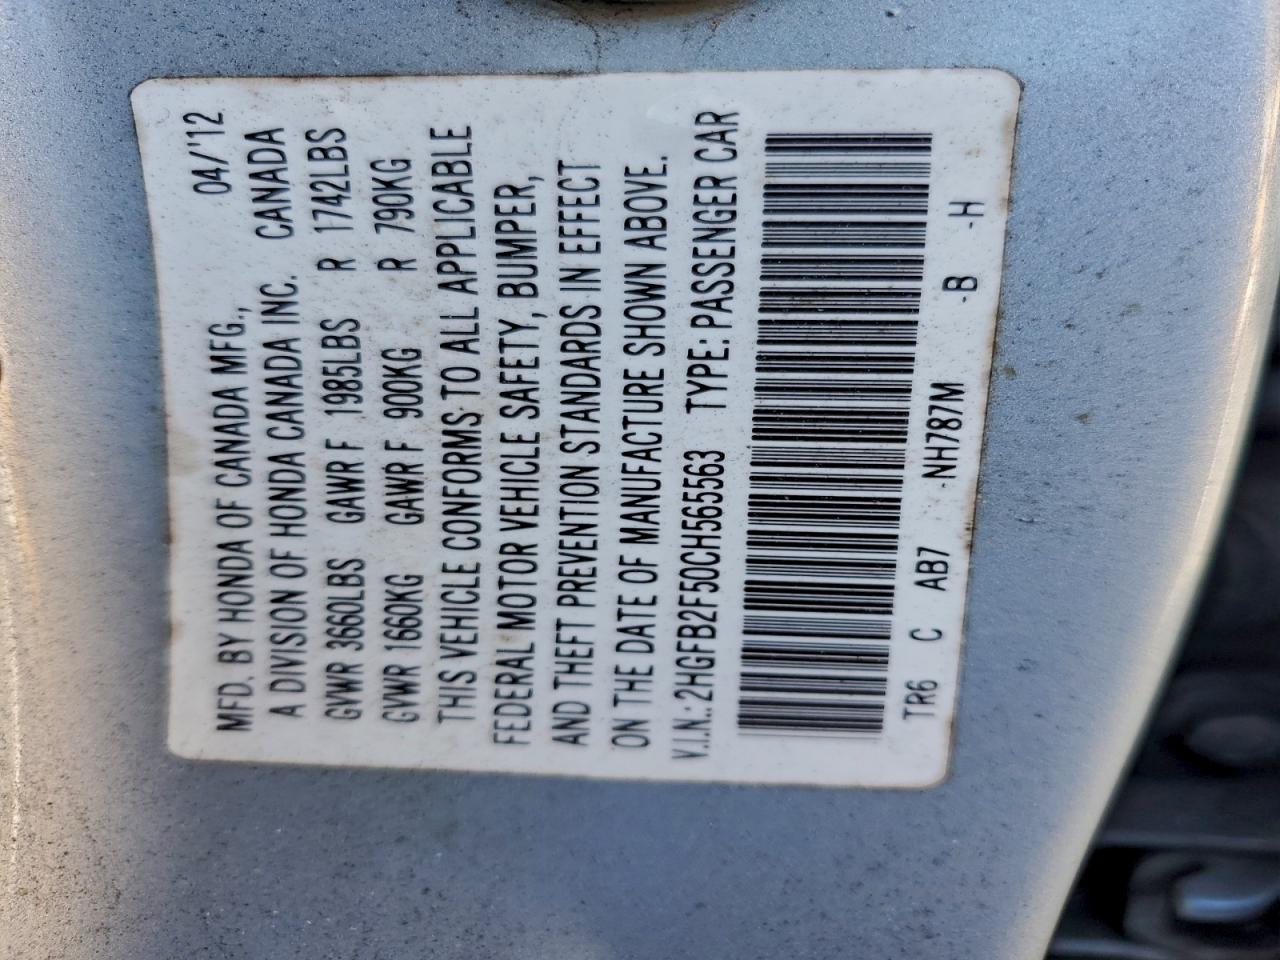 MFD. BY HONDA OF CANADA MFG., 04/'12
A DIVISION OF HONDA CANADA INC. CANADA
GVWR 3660LBS GAWR F 1985LBS R 1742LBS
GVWR 1660KG GAWR F 900KG R 790KG
THIS VEHICLE CONFORMS TO ALL APPLICABLE
FEDERAL MOTOR VEHICLE SAFETY, BUMPER,
AND THEFT PREVENTION STANDARDS IN EFFECT
ON THE DATE OF MANUFACTURE SHOWN ABOVE.
V.I.N.: 2HGFB2F50CH565563 TYPE: PASSENGER CAR
TR6 C AB7 -NH787M -B -H